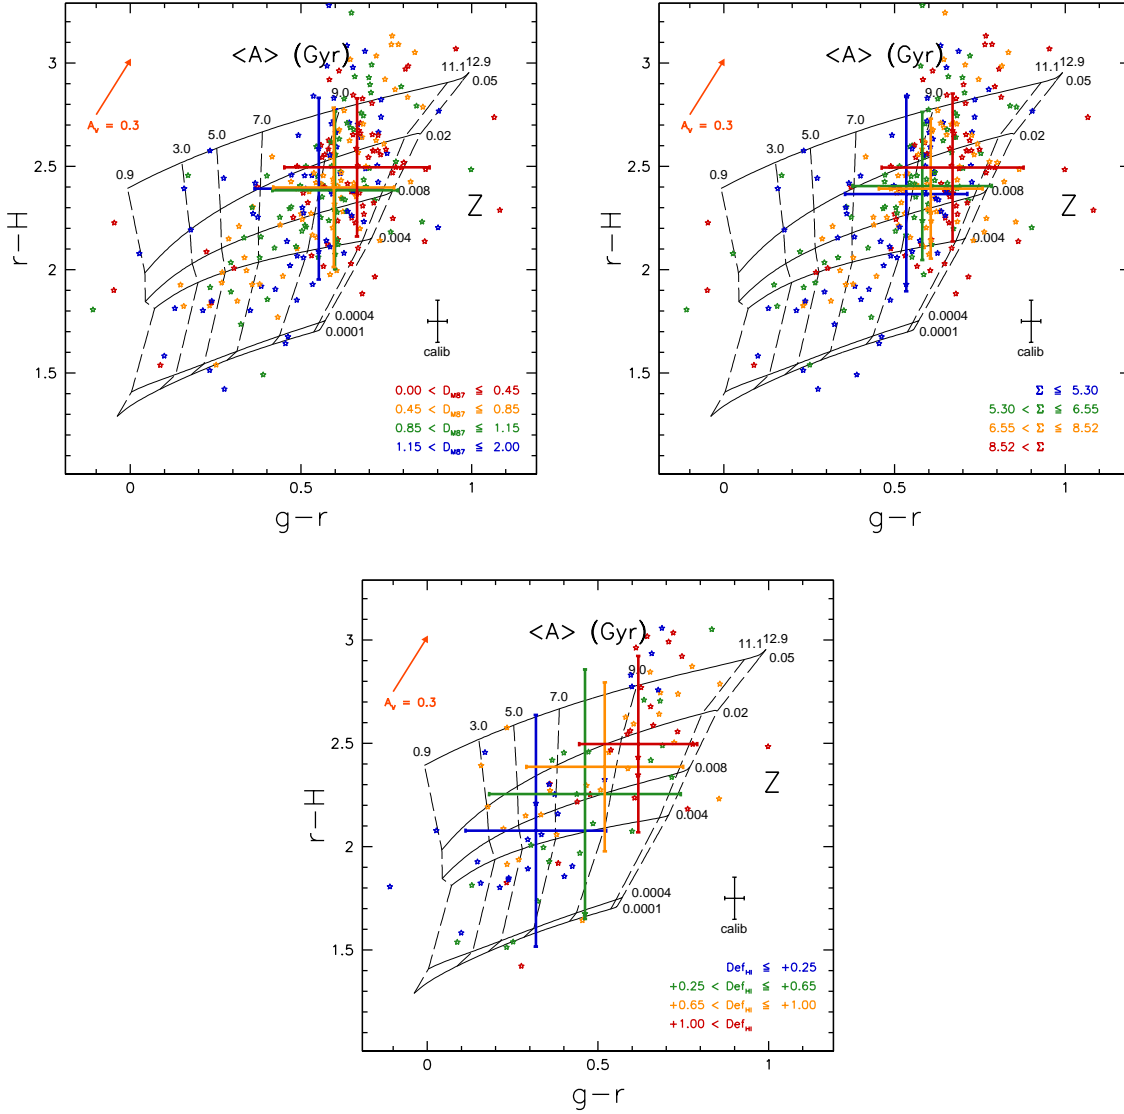 <A> (Gyr)
A_V = 0.3
0.9
3.0
5.0
7.0
9.0
11.1
12.9
0.05
0.02
0.008
0.004
0.0004
0.0001
Z
calib
0.00 < D_M87 ≦ 0.45
0.45 < D_M87 ≦ 0.85
0.85 < D_M87 ≦ 1.15
1.15 < D_M87 ≦ 2.00
3
2.5
2
1.5
r−H
0
0.5
1
g−r
<A> (Gyr)
A_V = 0.3
0.9
3.0
5.0
7.0
9.0
11.1
12.9
0.05
0.02
0.008
0.004
0.0004
0.0001
Z
calib
Σ ≦ 5.30
5.30 < Σ ≦ 6.55
6.55 < Σ ≦ 8.52
8.52 < Σ
3
2.5
2
1.5
r−H
0
0.5
1
g−r
<A> (Gyr)
A_V = 0.3
0.9
3.0
5.0
7.0
9.0
11.1
12.9
0.05
0.02
0.008
0.004
0.0004
0.0001
Z
calib
Def_HI ≦ +0.25
+0.25 < Def_HI ≦ +0.65
+0.65 < Def_HI ≦ +1.00
+1.00 < Def_HI
3
2.5
2
1.5
r−H
0
0.5
1
g−r